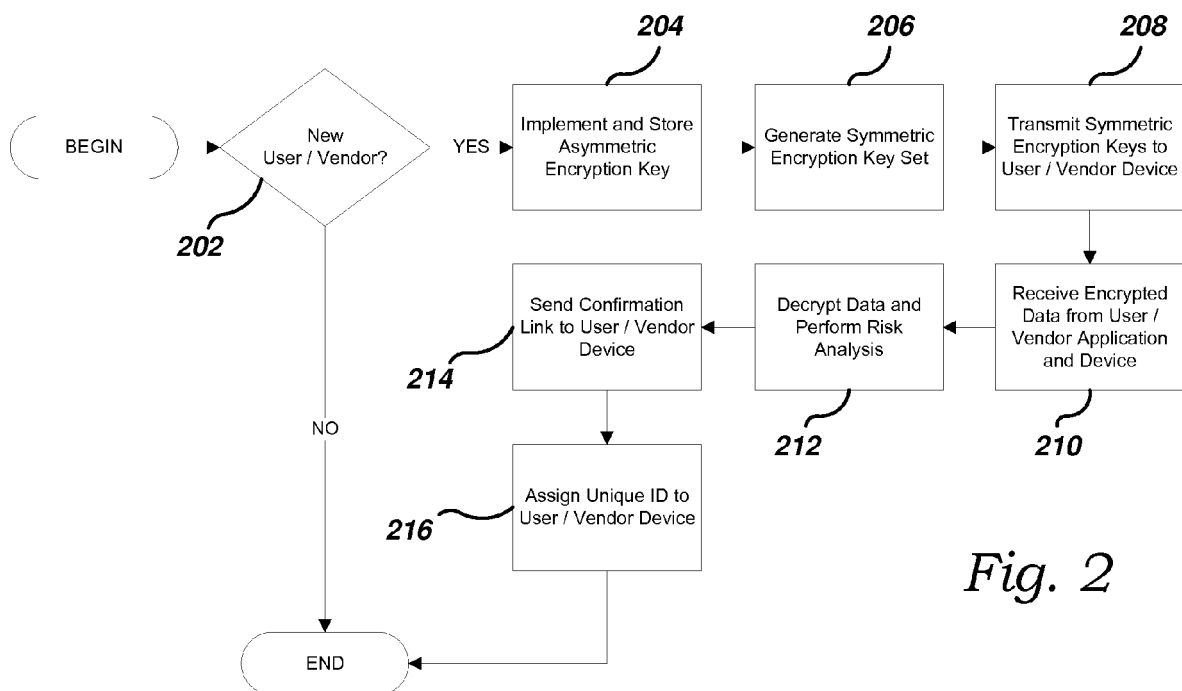 204
206
208
BEGIN
New
User / Vendor?
YES
Implement and Store
Asymmetric
Encryption Key
Generate Symmetric
Encryption Key Set
Transmit Symmetric
Encryption Keys to
User / Vendor Device
202
Send Confirmation
Link to User / Vendor
Device
Decrypt Data and
Perform Risk
Analysis
Receive Encrypted
Data from User /
Vendor Application
and Device
214
212
210
NO
Assign Unique ID to
User / Vendor Device
216
Fig. 2
END